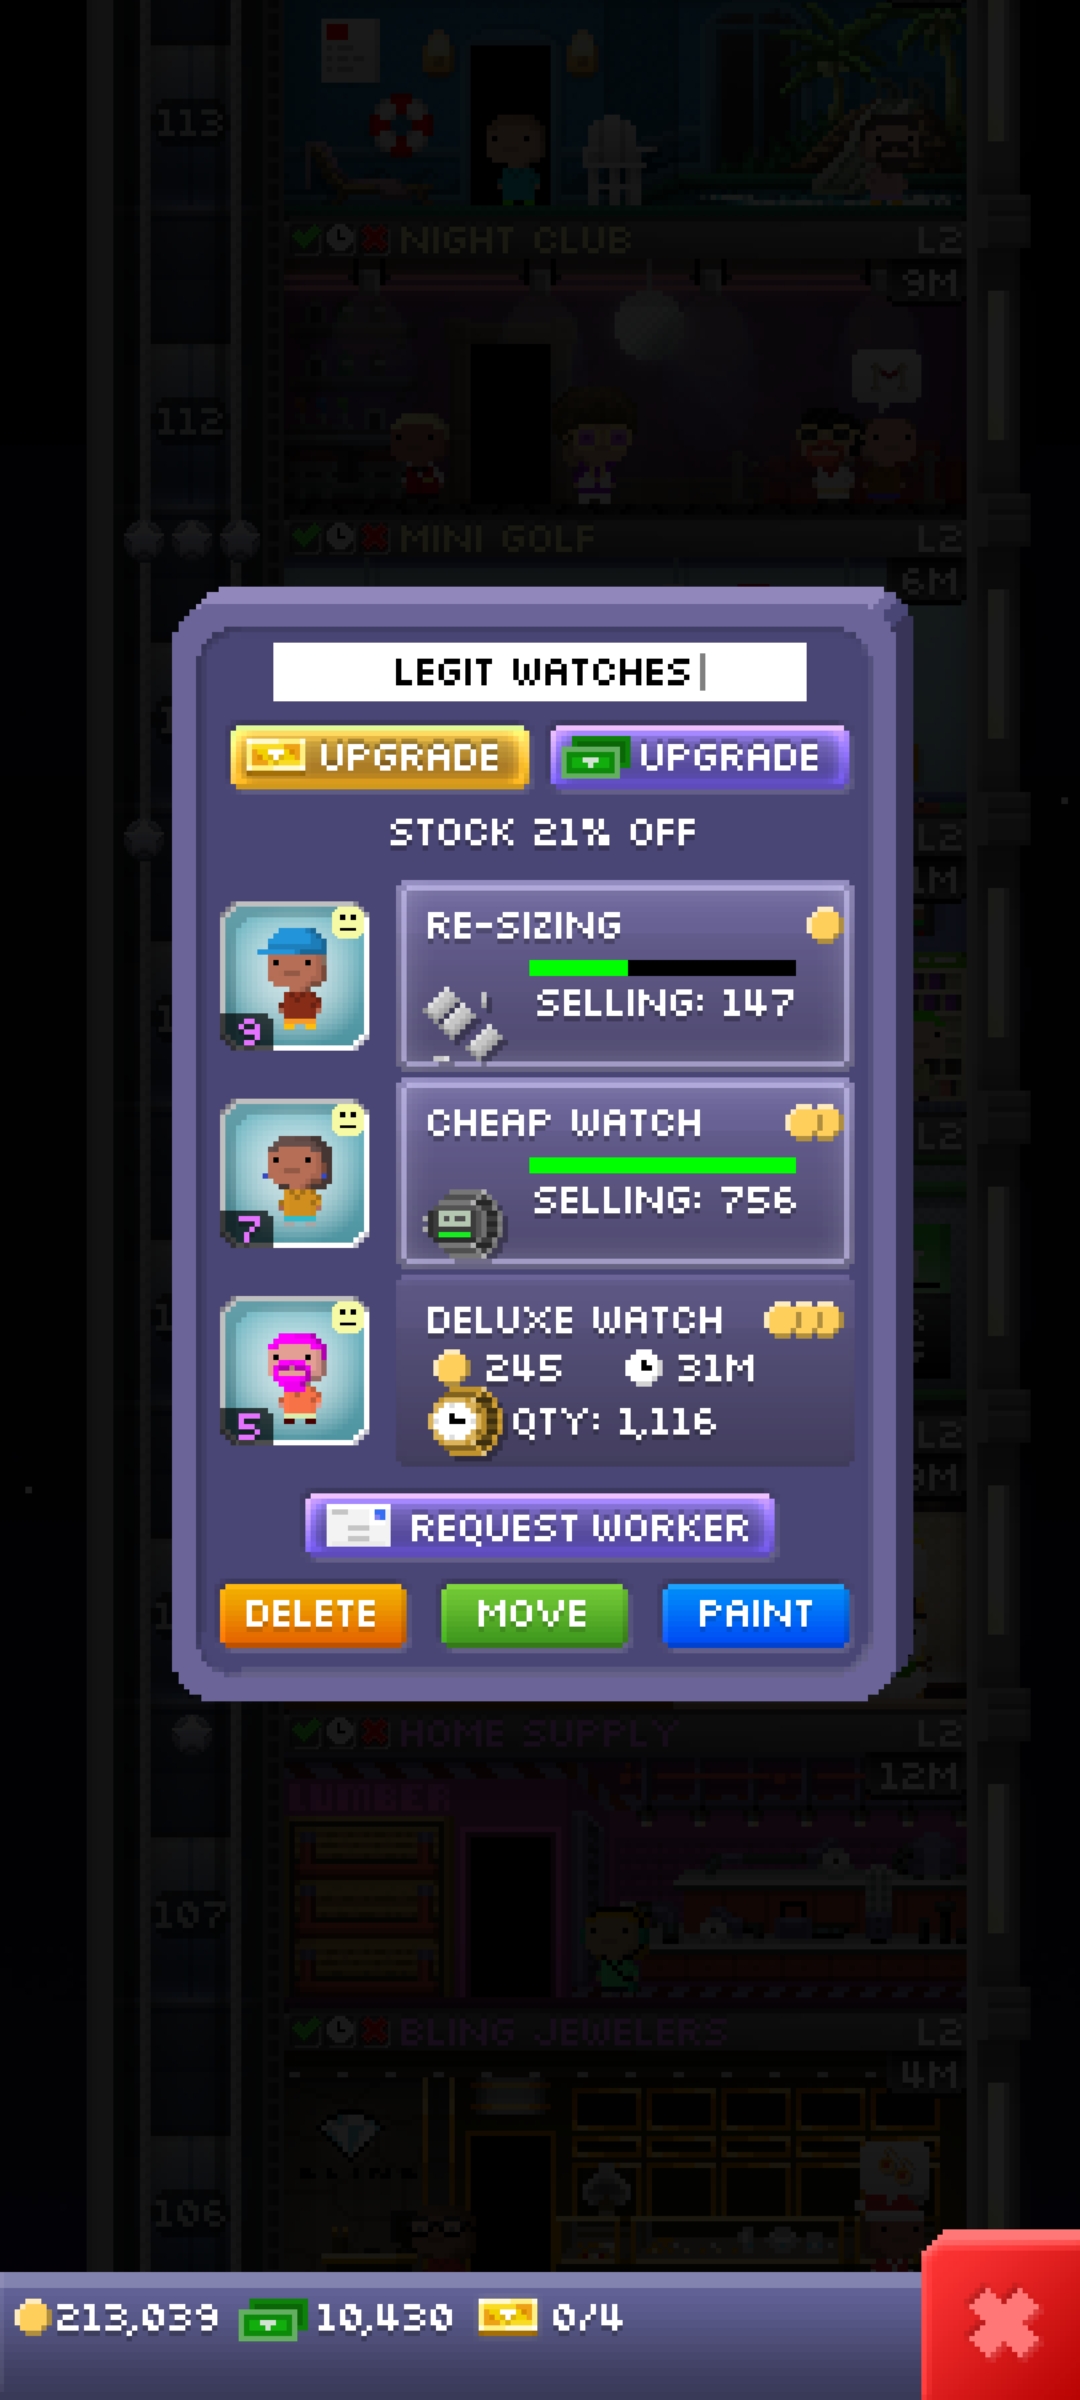 113
NIGHT CLUB L2
9M
112
MINI GOLF L2
6M
LEGIT WATCHES
UPGRADE UPGRADE
STOCK 21% OFF
L2
RE-SIZING
SELLING: 147
9
CHEAP WATCH
L2
SELLING: 756
7
DELUXE WATCH
245 31M
QTY: 1,116
5
L2
REQUEST WORKER
DELETE MOVE PAINT
HOME SUPPLY L2
12M
LUMBER
107
BLING JEWELERS L2
4M
106
213,039 10,430 0/4